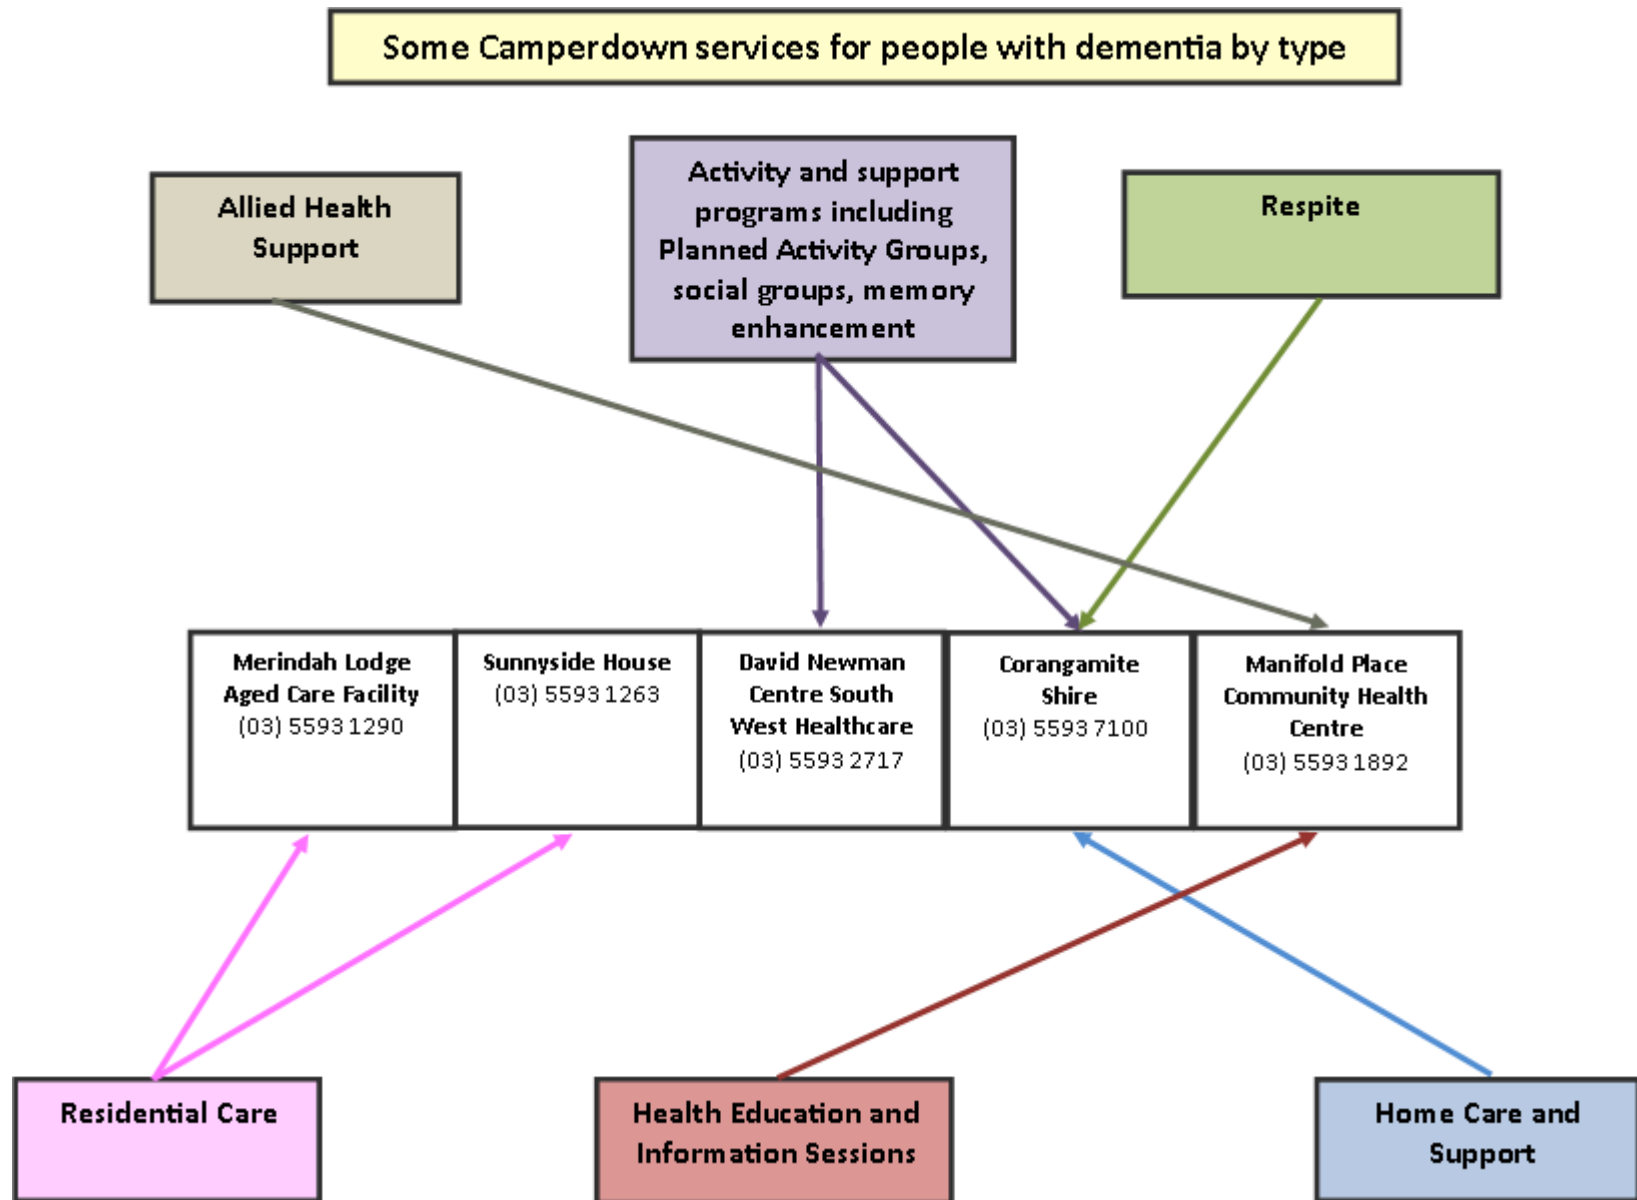 Some Camperdown services for people with dementia by type
Allied Health
Support
Activity and support
programs including
Planned Activity Groups,
social groups, memory
enhancement
Respite
Merindah Lodge
Aged Care Facility
(03) 5593 1290
Sunnyside House
(03) 5593 1263
David Newman
Centre South
West Healthcare
(03) 5593 2717
Corangamite
Shire
(03) 5593 7100
Manifold Place
Community Health
Centre
(03) 5593 1892
Residential Care
Health Education and
Information Sessions
Home Care and
Support